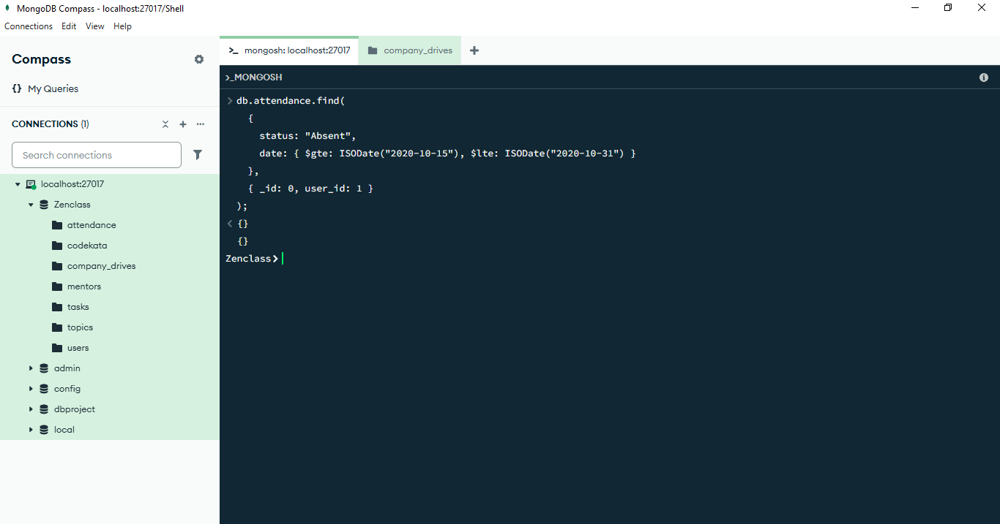 MongoDB Compass - localhost:27017/Shell
Connections Edit View Help
Compass
{} My Queries
CONNECTIONS (1)
Search connections
localhost:27017
Zenclass
attendance
codekata
company_drives
mentors
tasks
topics
users
admin
config
dbproject
local
>_ mongosh: localhost:27017
company_drives
>_MONGOSH
> db.attendance.find(
{
status: "Absent",
date: { $gte: ISODate("2020-10-15"), $lte: ISODate("2020-10-31") }
},
{ _id: 0, user_id: 1 }
);
< {}
{}
Zenclass>